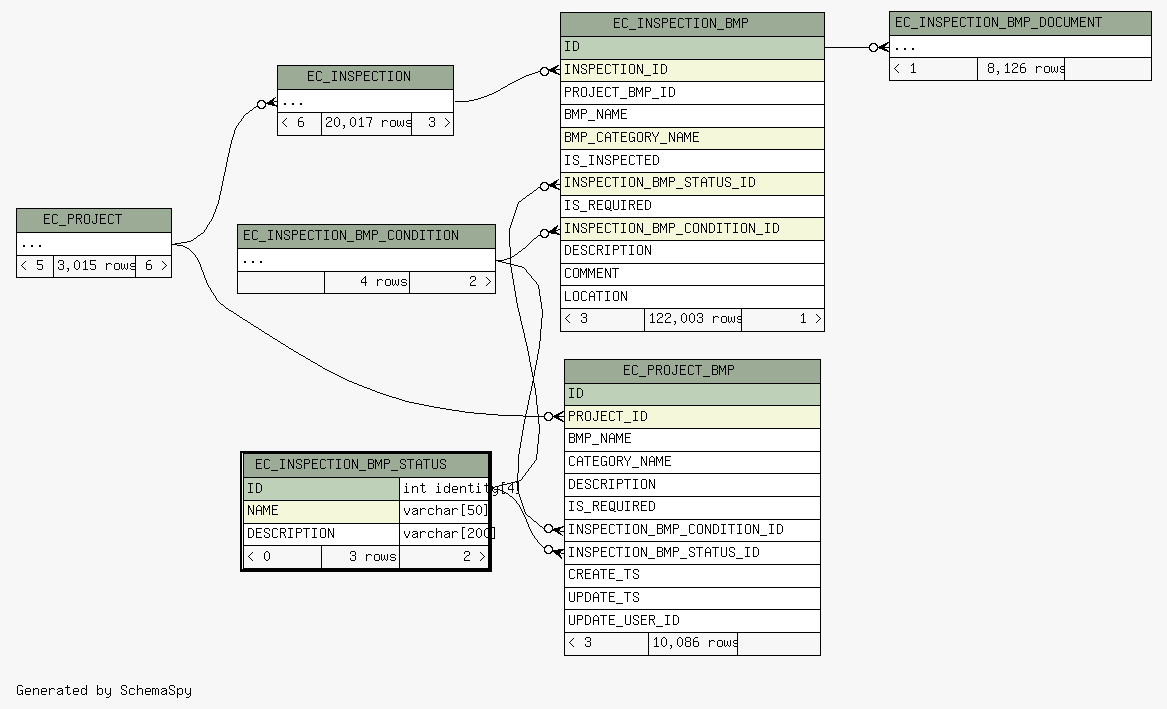 EC_INSPECTION_BMP
ID
INSPECTION_ID
PROJECT_BMP_ID
BMP_NAME
BMP_CATEGORY_NAME
IS_INSPECTED
INSPECTION_BMP_STATUS_ID
IS_REQUIRED
INSPECTION_BMP_CONDITION_ID
DESCRIPTION
COMMENT
LOCATION
< 3 122,003 rows 1 >
EC_INSPECTION_BMP_DOCUMENT
...
< 1 8,126 rows
EC_INSPECTION
...
< 6 20,017 rows 3 >
EC_PROJECT
...
< 5 3,015 rows 6 >
EC_INSPECTION_BMP_CONDITION
...
4 rows 2 >
EC_PROJECT_BMP
ID
PROJECT_ID
BMP_NAME
CATEGORY_NAME
DESCRIPTION
IS_REQUIRED
INSPECTION_BMP_CONDITION_ID
INSPECTION_BMP_STATUS_ID
CREATE_TS
UPDATE_TS
UPDATE_USER_ID
< 3 10,086 rows
EC_INSPECTION_BMP_STATUS
ID int identity[4]
NAME varchar[50]
DESCRIPTION varchar[200]
< 0 3 rows 2 >
Generated by SchemaSpy